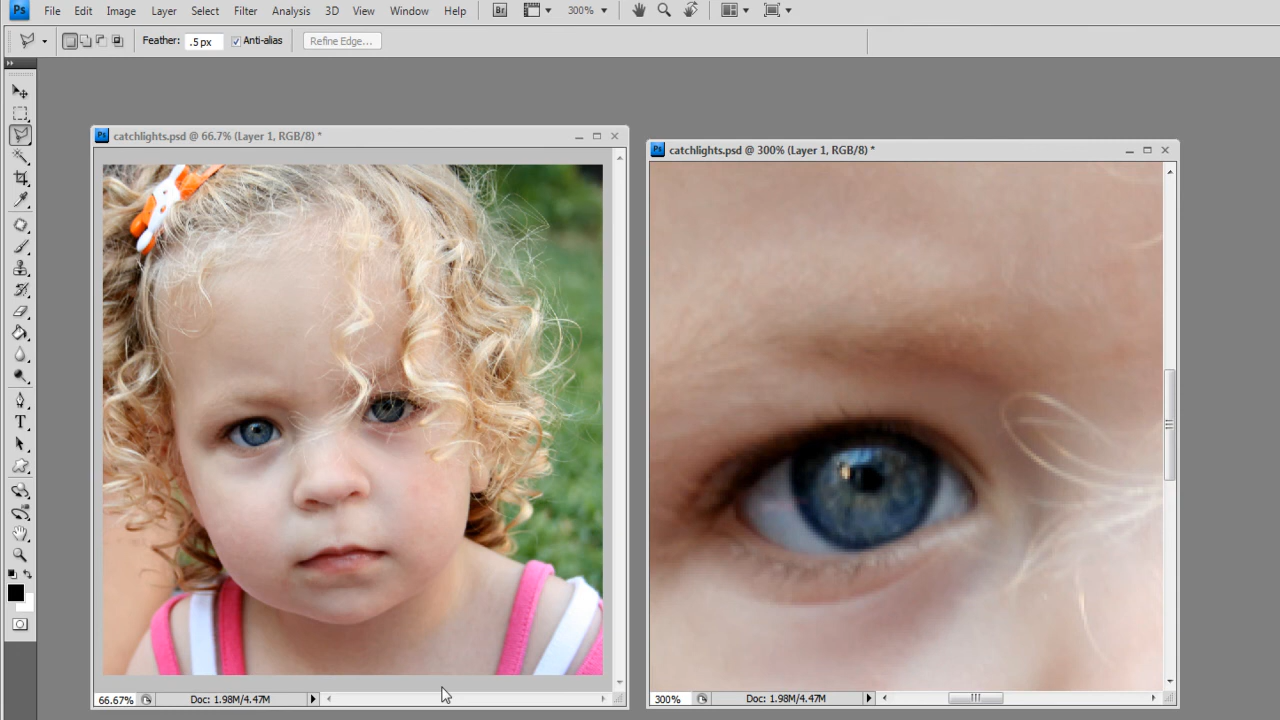 Ps File Edit Image Layer Select Filter Analysis 3D View Window Help Br 300%
Feather: .5 px Anti-alias Refine Edge...
Ps catchlights.psd @ 66.7% (Layer 1, RGB/8) *
Ps catchlights.psd @ 300% (Layer 1, RGB/8) *
T
66.67% Doc: 1.98M/4.47M
300% Doc: 1.98M/4.47M